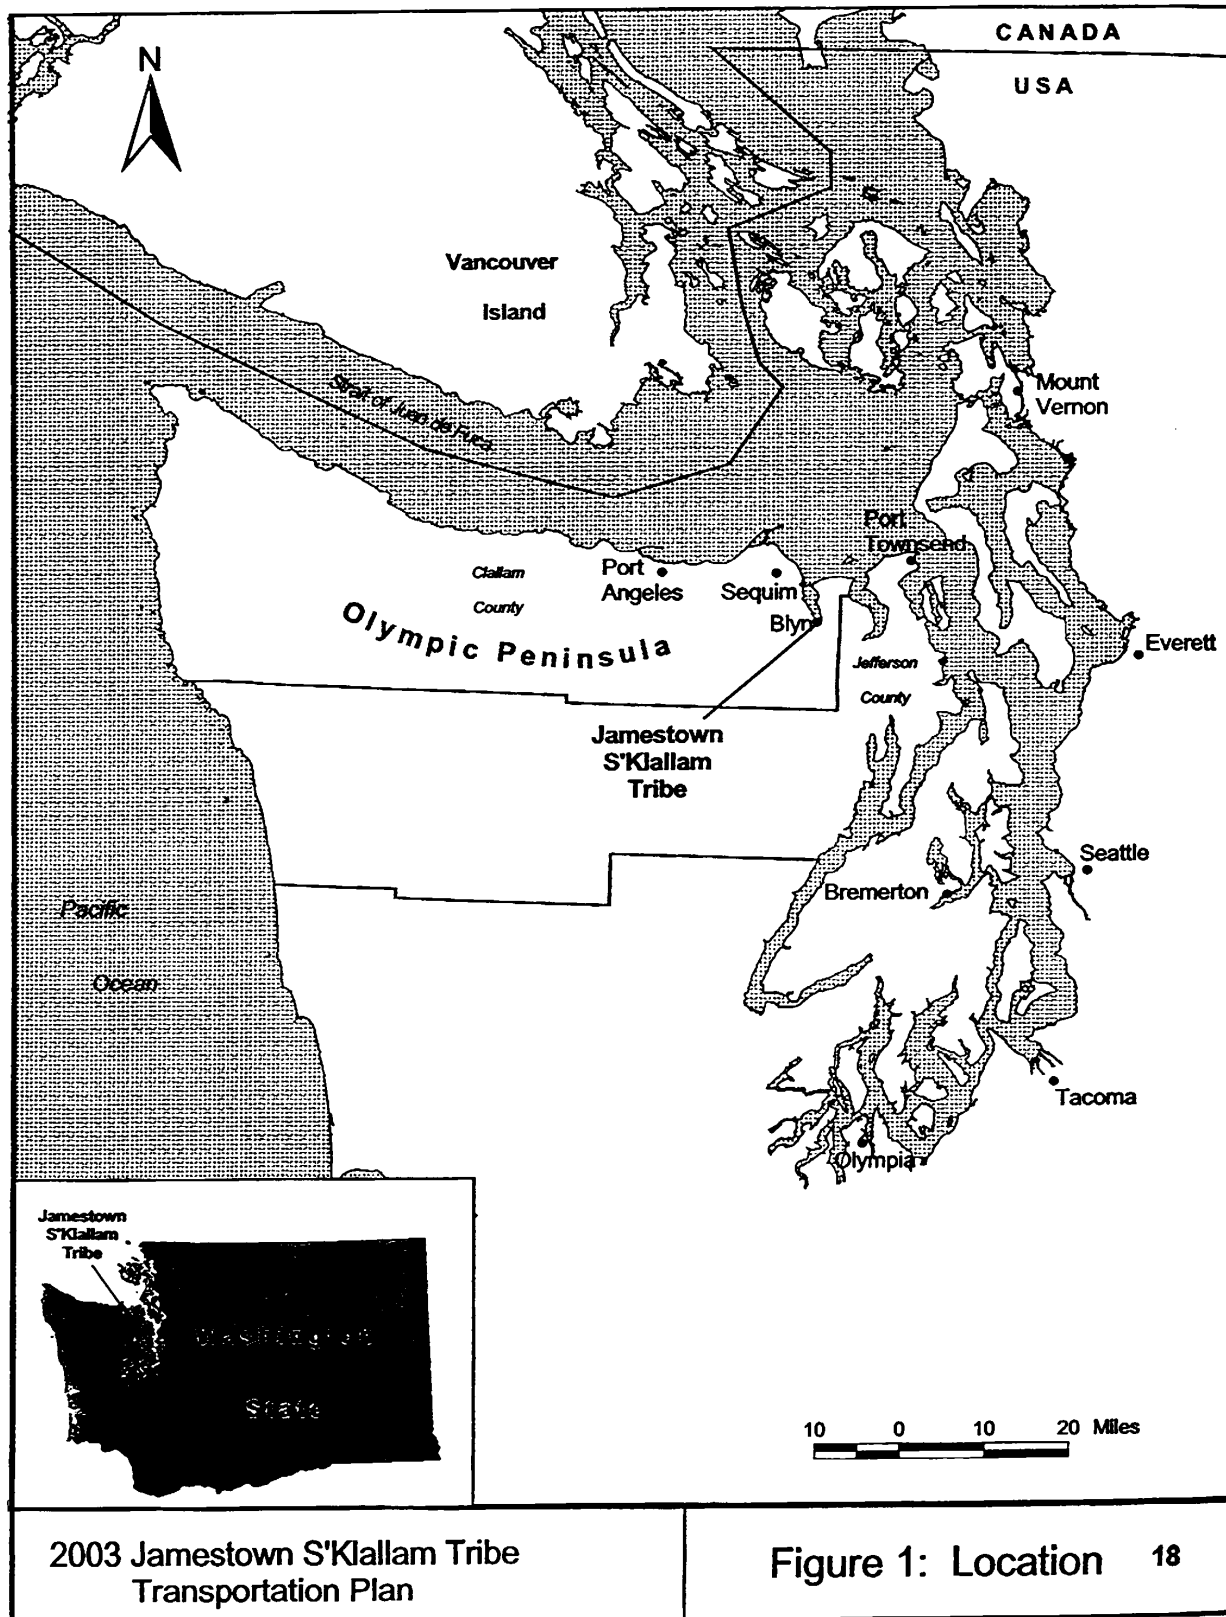 CANADA
USA
N
Vancouver
Island
Strait of Juan de Fuca
Mount
Vernon
Port
Townsend
Clallam
County
Port
Angeles
Sequim
Blyn
Olympic Peninsula
Everett
Jefferson
County
Jamestown
S'Klallam
Tribe
Seattle
Bremerton
Pacific
Ocean
Tacoma
Olympia
Jamestown
S'Klallam
Tribe
Washington
State
10 0 10 20 Miles
2003 Jamestown S'Klallam Tribe
Transportation Plan
Figure 1: Location 18